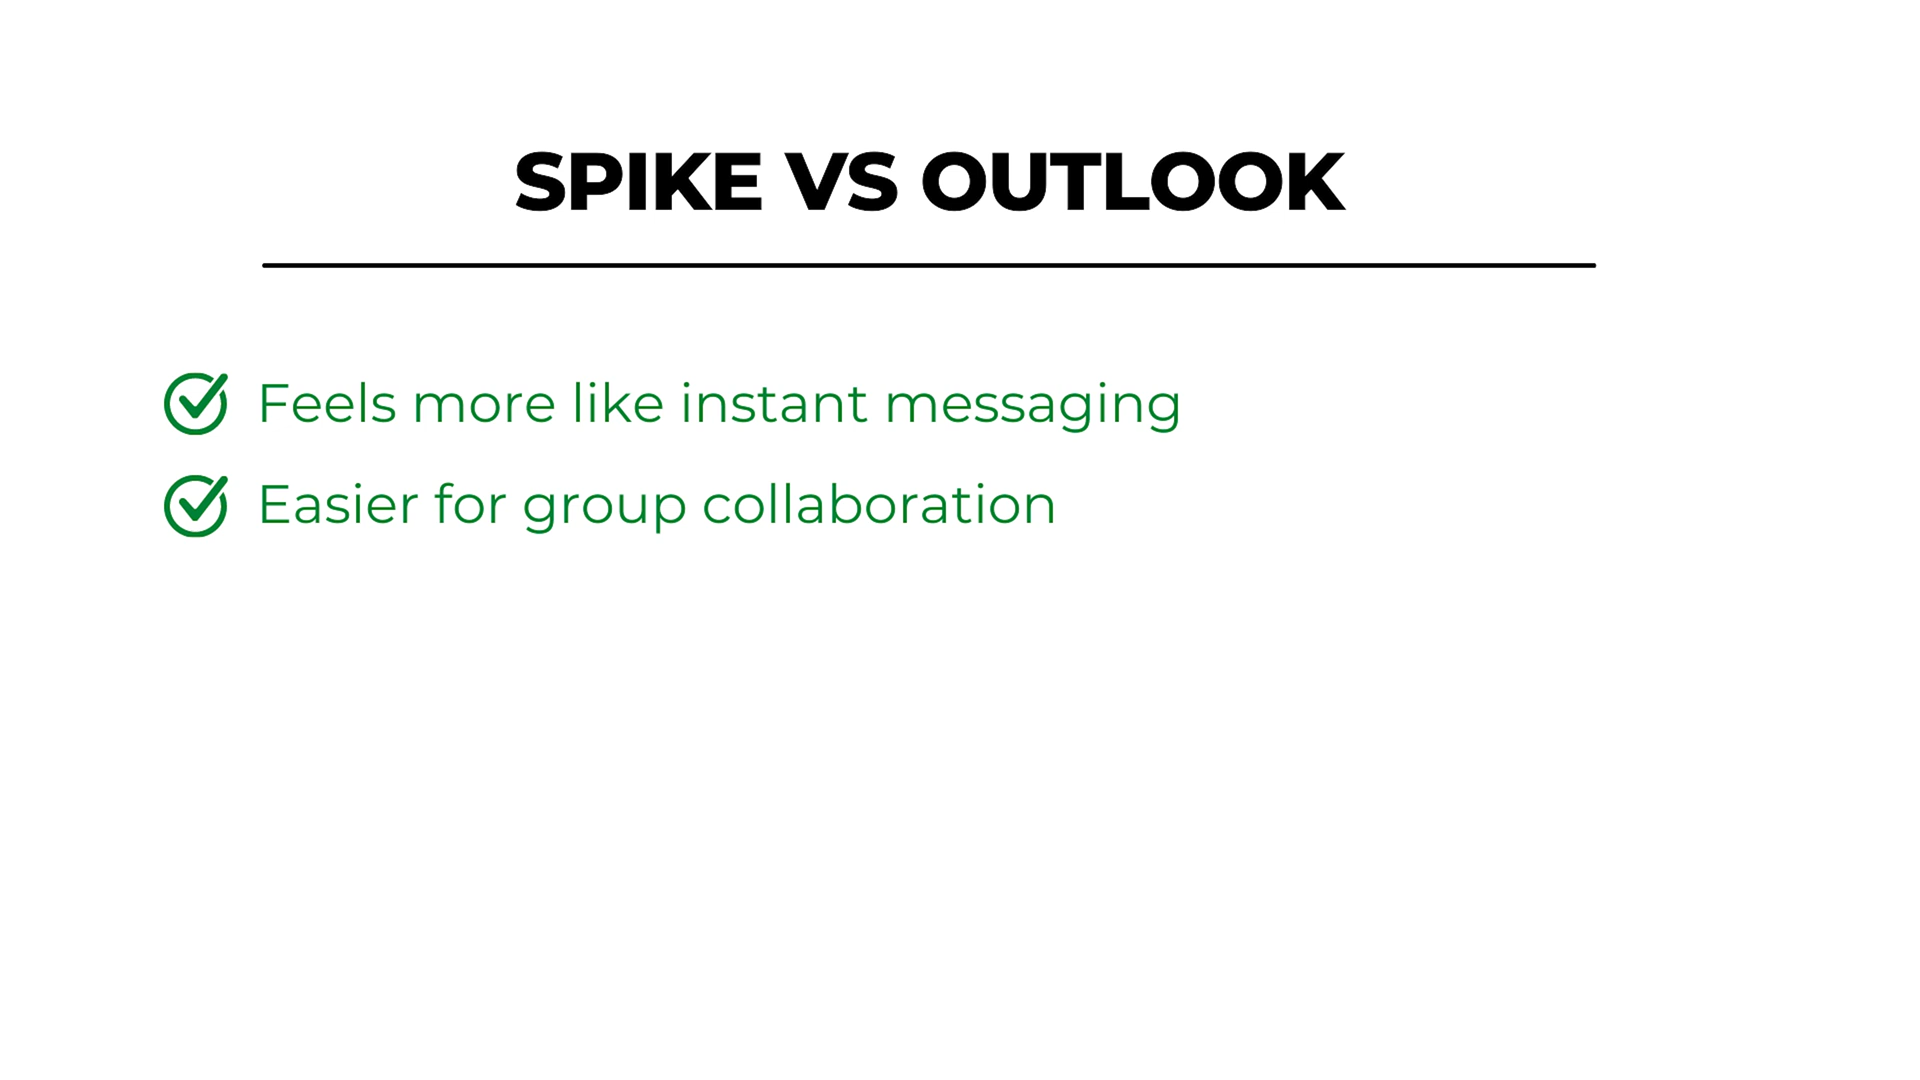 SPIKE VS OUTLOOK
Feels more like instant messaging
Easier for group collaboration